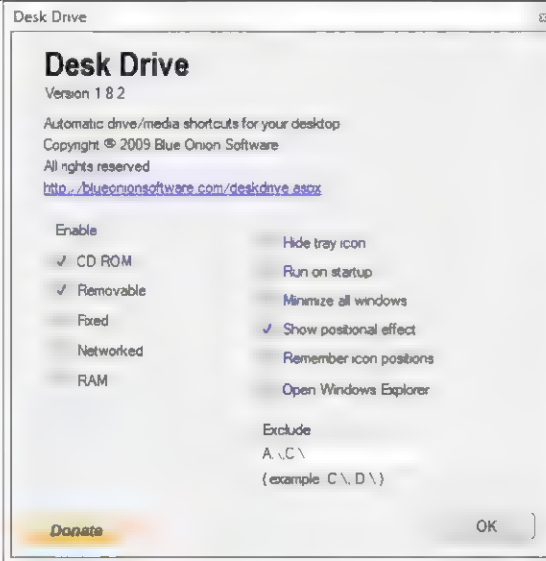 Desk Drive
Desk Drive
Version 1 8 2
Automatic drive/media shortcuts for your desktop
Copyright © 2009 Blue Onion Software
All rights reserved
http://blueonionsoftware.com/deskdrive.aspx
Enable
CD ROM
Removable
Fixed
Networked
RAM
Hide tray icon
Run on startup
Minimize all windows
Show positional effect
Remember icon positions
Open Windows Explorer
Exclude
A:\,C:\
(example C:\, D:\)
Donate
OK